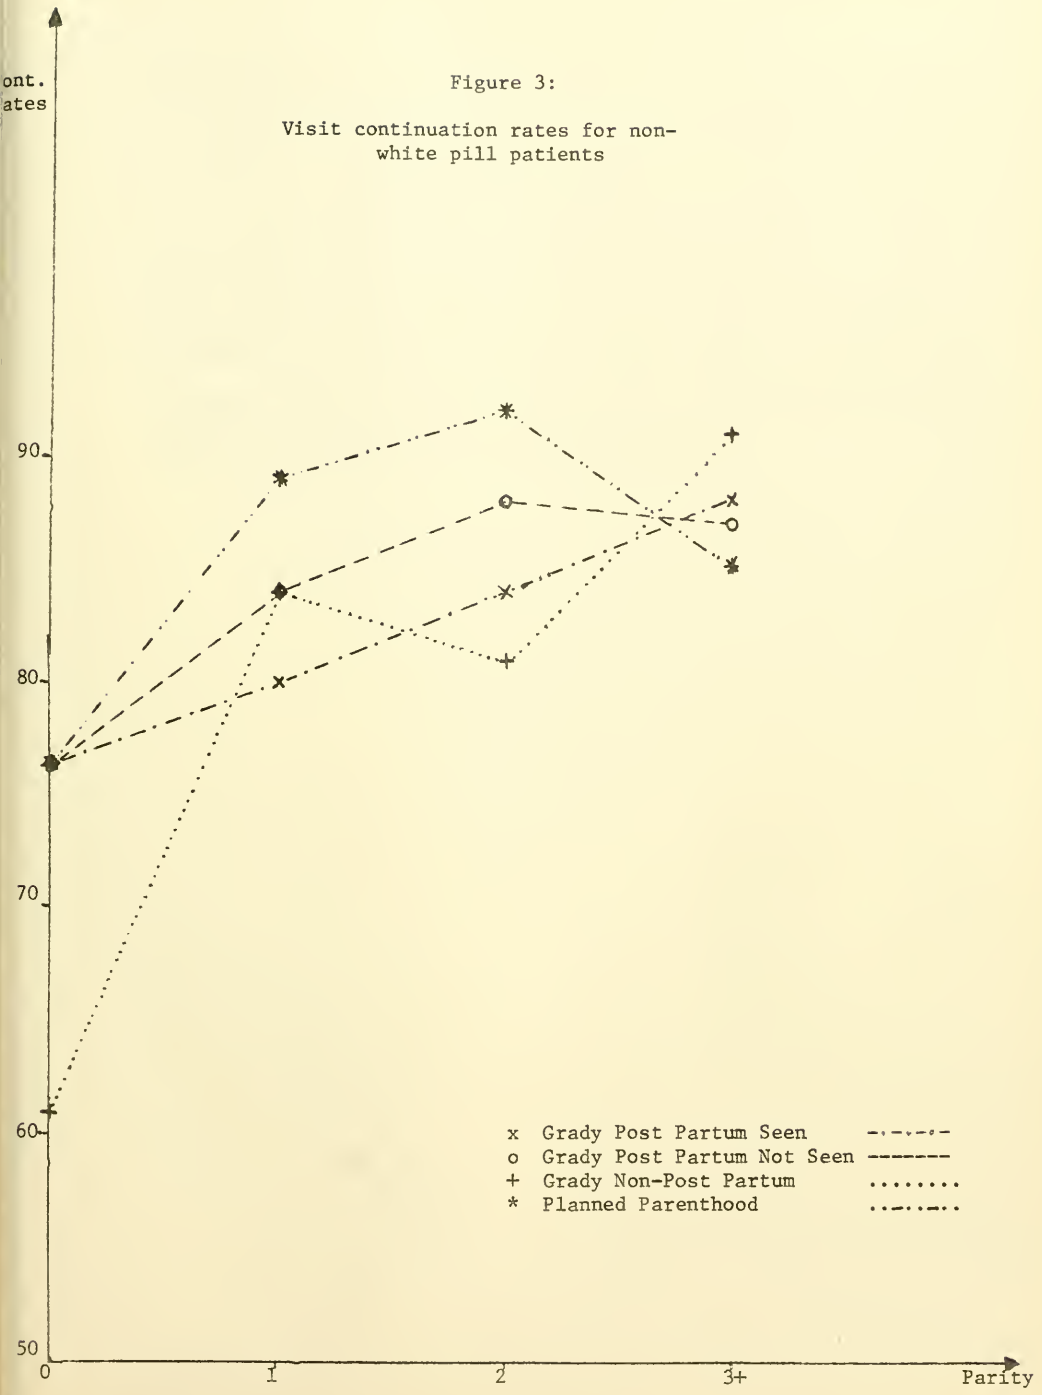 ont.
ates
Figure 3:
Visit continuation rates for non-
white pill patients
90
80
70
60
50
0 1 2 3+ Parity
x Grady Post Partum Seen
o Grady Post Partum Not Seen
+ Grady Non-Post Partum
* Planned Parenthood